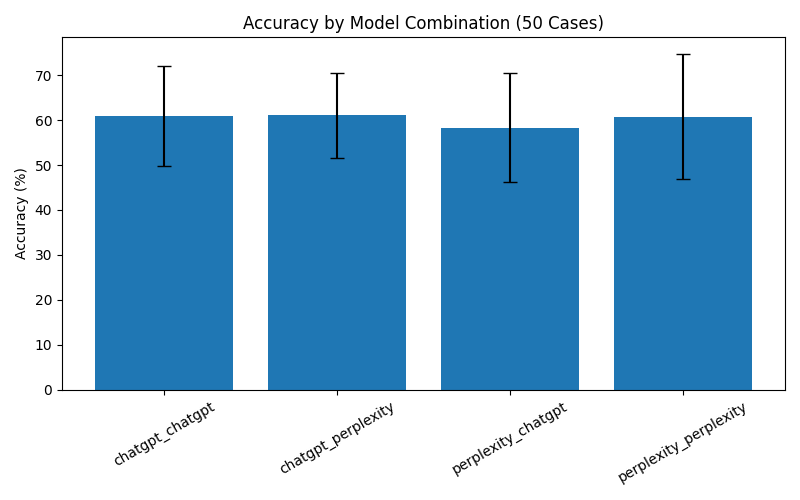 Accuracy by Model Combination (50 Cases)
Accuracy (%)
70
60
50
40
30
20
10
0
chatgpt_chatgpt
chatgpt_perplexity
perplexity_chatgpt
perplexity_perplexity